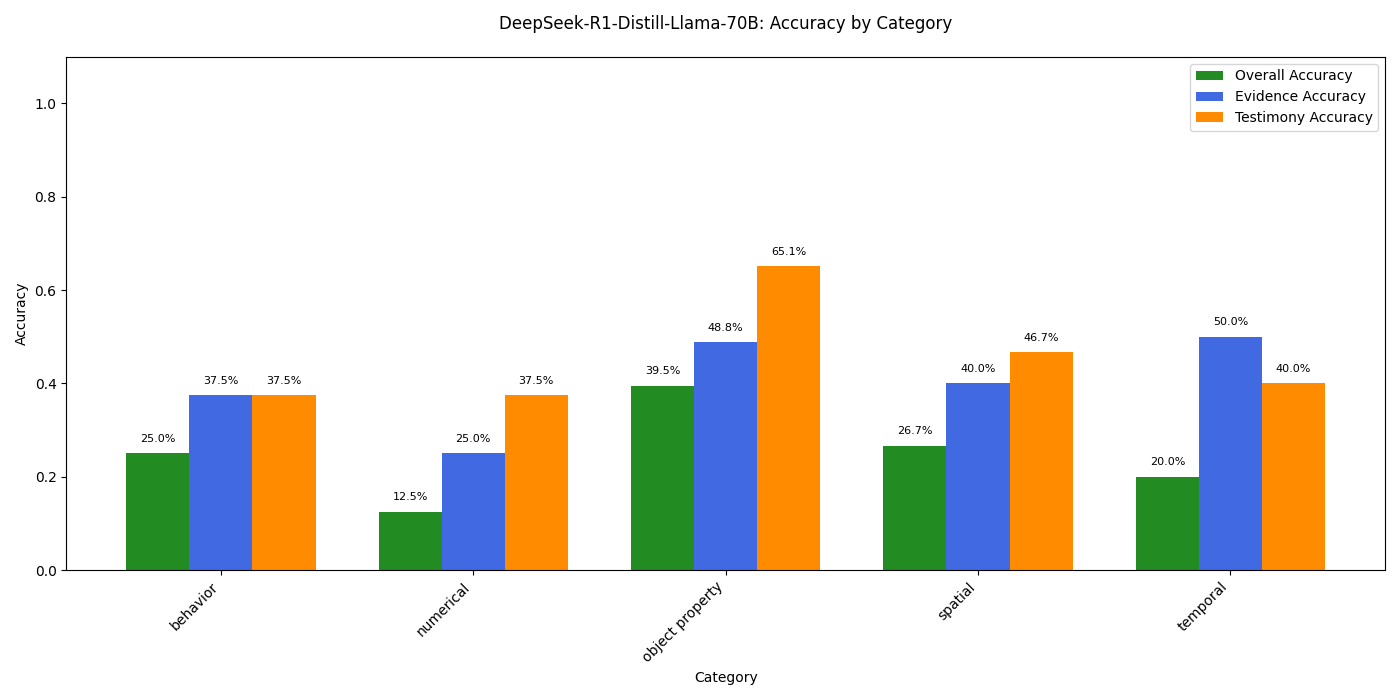 DeepSeek-R1-Distill-Llama-70B: Accuracy by Category
Overall Accuracy
Evidence Accuracy
Testimony Accuracy
Accuracy
1.0
0.8
0.6
0.4
0.2
0.0
25.0%
37.5%
37.5%
12.5%
25.0%
37.5%
39.5%
48.8%
65.1%
26.7%
40.0%
46.7%
20.0%
50.0%
40.0%
behavior
numerical
object property
spatial
temporal
Category